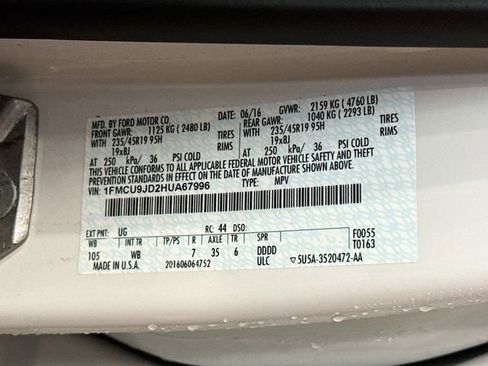 MFD. BY FORD MOTOR CO. 06/16 GVWR: 2159 KG (4760 LB)
FRONT GAWR: 1125 KG (2480 LB) REAR GAWR: 1040 KG (2293 LB)
WITH 235/45R19 95H TIRES WITH 235/45R19 95H TIRES
19x8J RIMS 19x8J RIMS
AT 250 kPa/ 36 PSI COLD AT 250 kPa/ 36 PSI COLD
THIS VEHICLE CONFORMS TO ALL APPLICABLE FEDERAL MOTOR VEHICLE SAFETY, BUMPER, AND THEFT PREVENTION STANDARDS IN EFFECT ON THE DATE OF MANUFACTURE SHOWN ABOVE.
VIN: 1FMCU9JD2HUA67996 TYPE: MPV
EXT PNT: UG RC: 44 DSO: F0055
WB INT TR TP/PS R AXLE TR SPR T0163
105 WB 7 35 6 DDDD
MADE IN U.S.A. 201606064752 ULC ▽5USA-3520472-AA